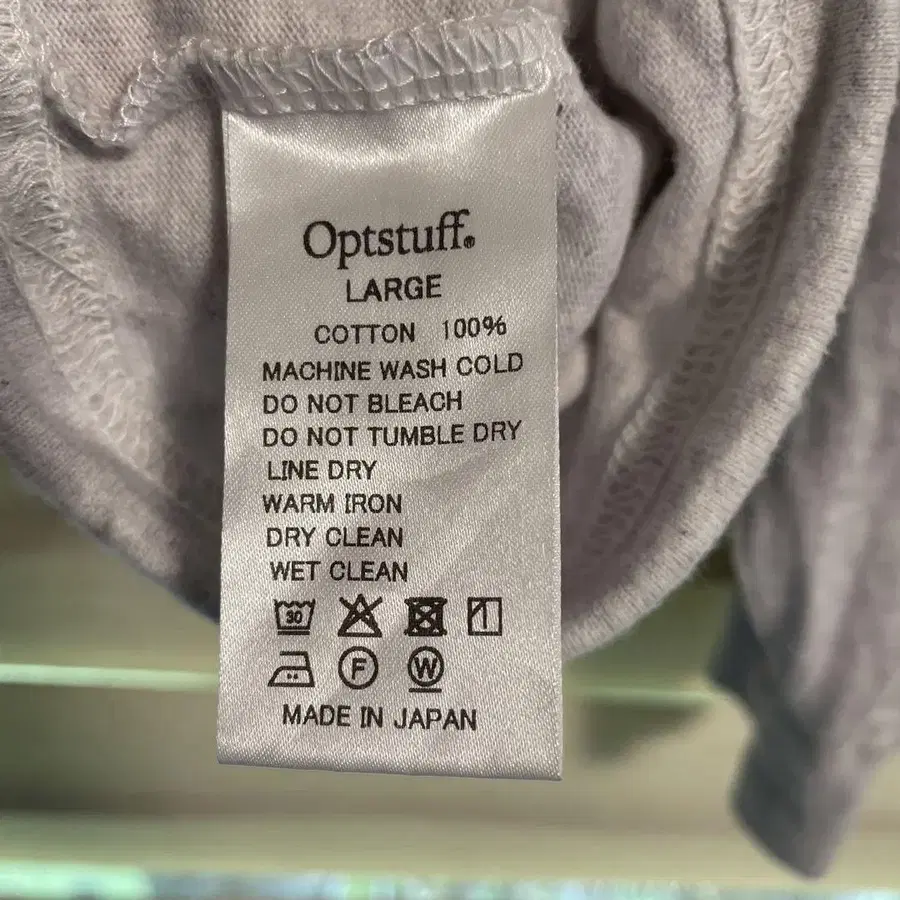 Optstuff®
LARGE
COTTON 100%
MACHINE WASH COLD
DO NOT BLEACH
DO NOT TUMBLE DRY
LINE DRY
WARM IRON
DRY CLEAN
WET CLEAN
30
F W
MADE IN JAPAN